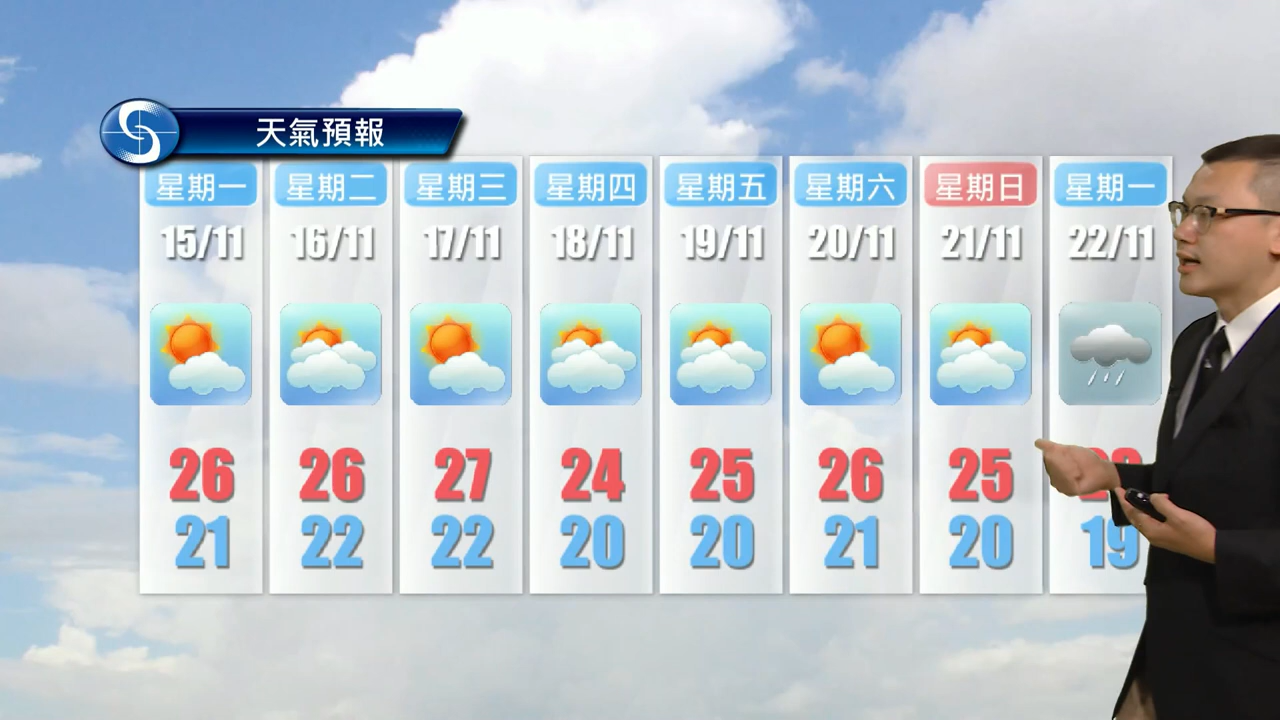 天氣預報
星期一 星期二 星期三 星期四 星期五 星期六 星期日 星期一
15/11 16/11 17/11 18/11 19/11 20/11 21/11 22/11
26 26 27 24 25 26 25
21 22 22 20 20 21 20 19